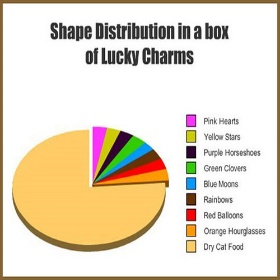 Shape Distribution in a box
of Lucky Charms
Pink Hearts
Yellow Stars
Purple Horseshoes
Green Clovers
Blue Moons
Rainbows
Red Balloons
Orange Hourglasses
Dry Cat Food